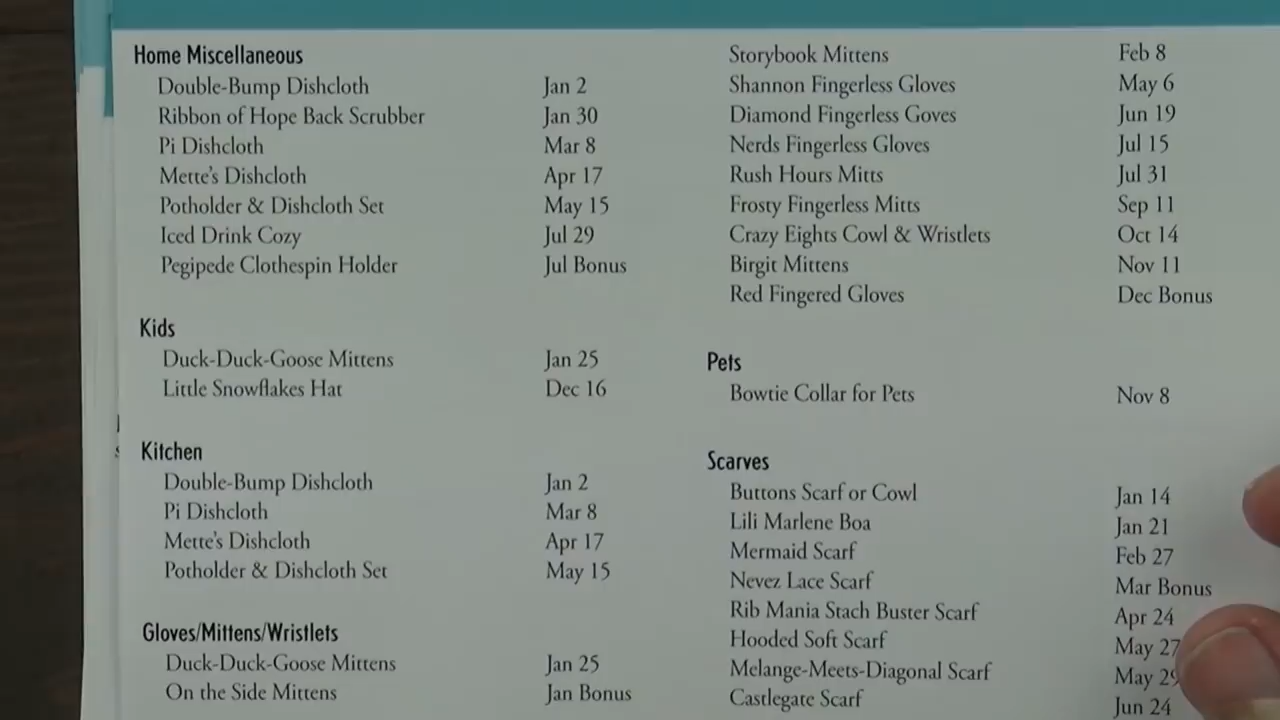 Home Miscellaneous
Double-Bump Dishcloth Jan 2
Ribbon of Hope Back Scrubber Jan 30
Pi Dishcloth Mar 8
Mette's Dishcloth Apr 17
Potholder & Dishcloth Set May 15
Iced Drink Cozy Jul 29
Pegipede Clothespin Holder Jul Bonus
Kids
Duck-Duck-Goose Mittens Jan 25
Little Snowflakes Hat Dec 16
Kitchen
Double-Bump Dishcloth Jan 2
Pi Dishcloth Mar 8
Mette's Dishcloth Apr 17
Potholder & Dishcloth Set May 15
Gloves/Mittens/Wristlets
Duck-Duck-Goose Mittens Jan 25
On the Side Mittens Jan Bonus
Storybook Mittens Feb 8
Shannon Fingerless Gloves May 6
Diamond Fingerless Goves Jun 19
Nerds Fingerless Gloves Jul 15
Rush Hours Mitts Jul 31
Frosty Fingerless Mitts Sep 11
Crazy Eights Cowl & Wristlets Oct 14
Birgit Mittens Nov 11
Red Fingered Gloves Dec Bonus
Pets
Bowtie Collar for Pets Nov 8
Scarves
Buttons Scarf or Cowl Jan 14
Lili Marlene Boa Jan 21
Mermaid Scarf Feb 27
Nevez Lace Scarf Mar Bonus
Rib Mania Stach Buster Scarf Apr 24
Hooded Soft Scarf May 27
Melange-Meets-Diagonal Scarf May 29
Castlegate Scarf Jun 24